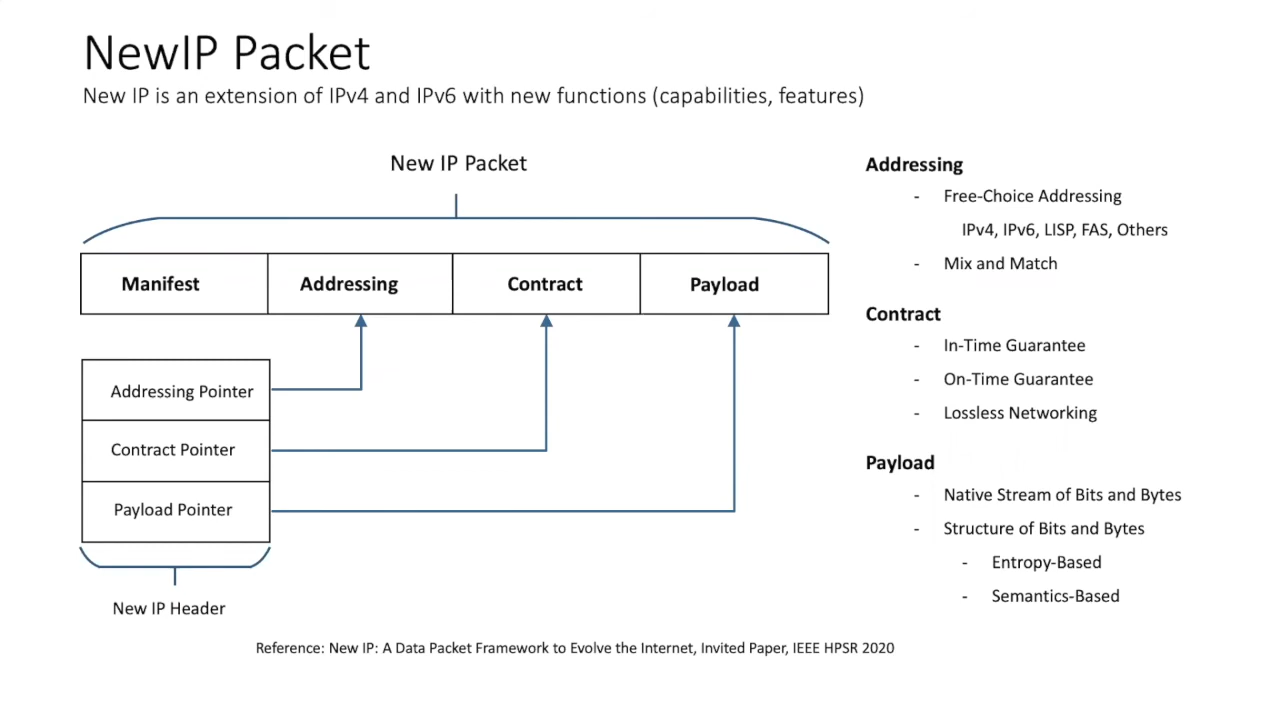 NewIP Packet
New IP is an extension of IPv4 and IPv6 with new functions (capabilities, features)
New IP Packet
Manifest
Addressing
Contract
Payload
Addressing Pointer
Contract Pointer
Payload Pointer
New IP Header
Addressing
- Free-Choice Addressing
IPv4, IPv6, LISP, FAS, Others
- Mix and Match
Contract
- In-Time Guarantee
- On-Time Guarantee
- Lossless Networking
Payload
- Native Stream of Bits and Bytes
- Structure of Bits and Bytes
- Entropy-Based
- Semantics-Based
Reference: New IP: A Data Packet Framework to Evolve the Internet, Invited Paper, IEEE HPSR 2020